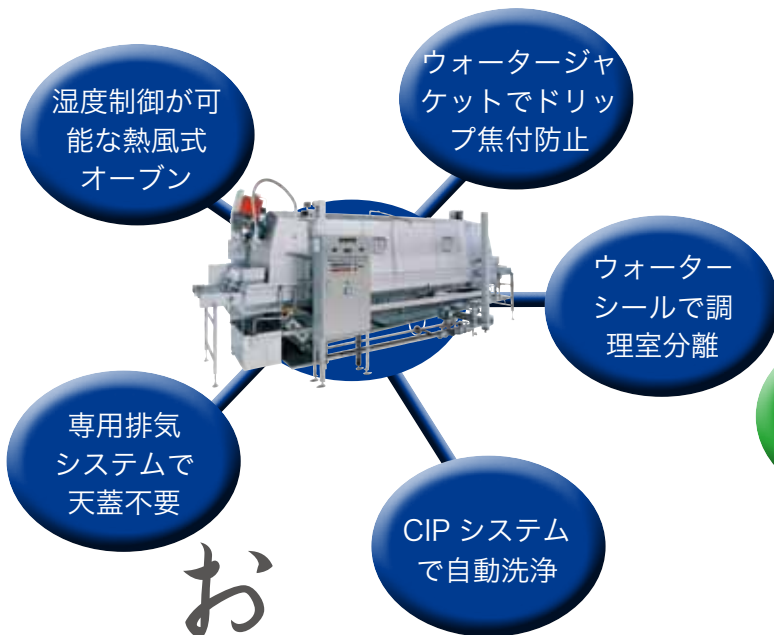 湿度制御が可
能な熱風式
オーブン
ウォータージャ
ケットでドリッ
プ焦付防止
ウォーター
シールで調
理室分離
専用排気
システムで
天蓋不要
CIP システム
で自動洗浄
お